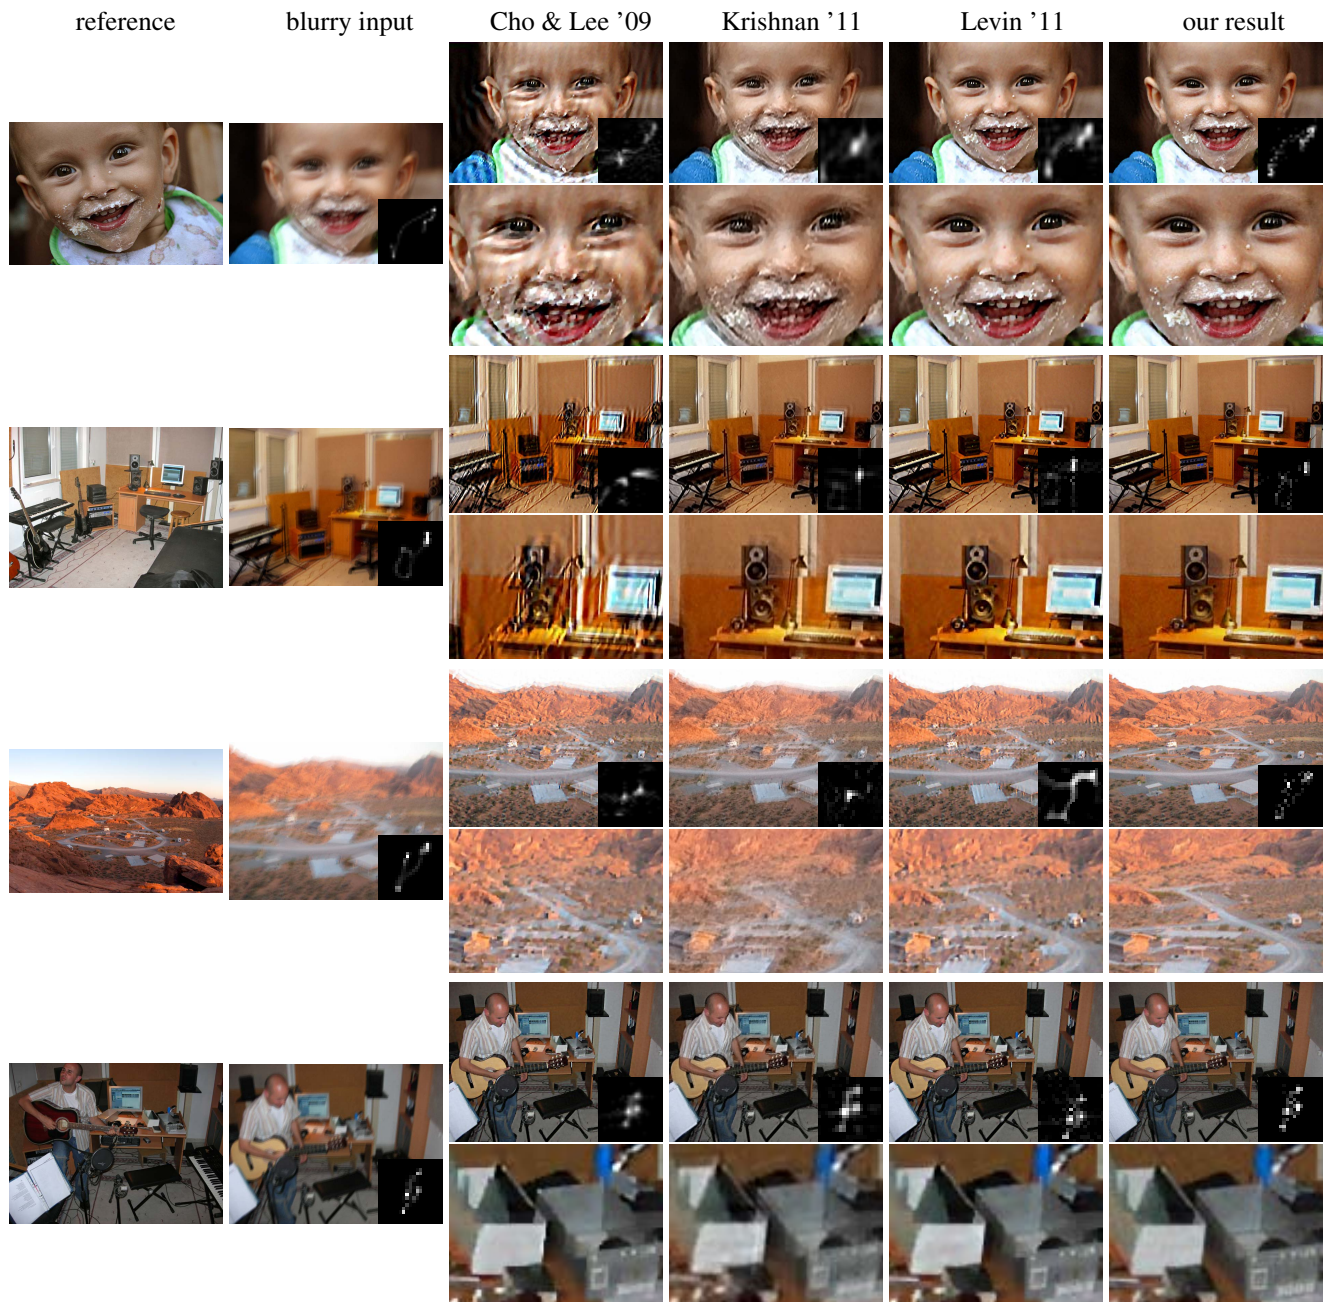 reference blurry input Cho & Lee ’09 Krishnan ’11 Levin ’11 our result